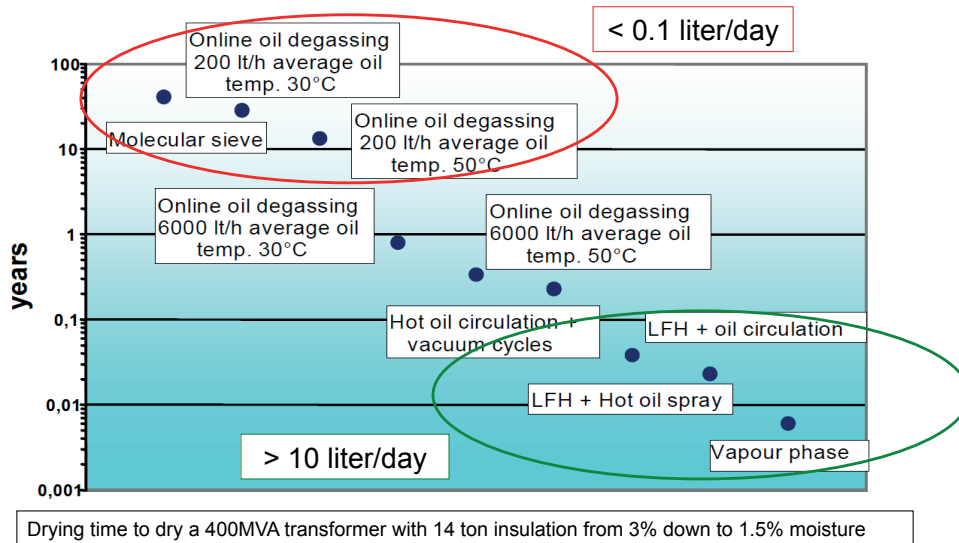 < 0.1 liter/day
Online oil degassing
200 lt/h average oil
temp. 30°C
100
Molecular sieve
Online oil degassing
200 lt/h average oil
temp. 50°C
10
Online oil degassing
6000 lt/h average oil
temp. 30°C
Online oil degassing
6000 lt/h average oil
temp. 50°C
1
years
Hot oil circulation +
vacuum cycles
LFH + oil circulation
0,1
LFH + Hot oil spray
0,01
Vapour phase
> 10 liter/day
0,001
Drying time to dry a 400MVA transformer with 14 ton insulation from 3% down to 1.5% moisture